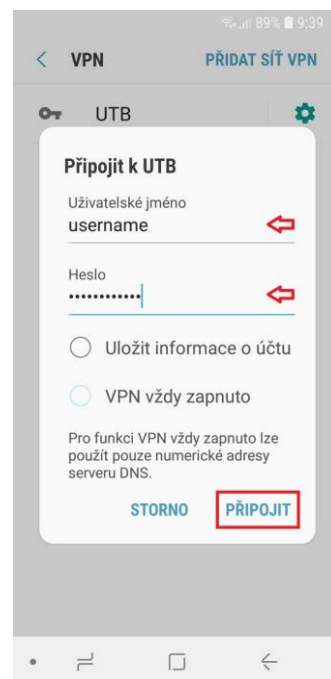 89% 9:39
VPN PŘIDAT SÍŤ VPN
UTB
Připojit k UTB
Uživatelské jméno
username
Heslo
••••••••••••
Uložit informace o účtu
VPN vždy zapnuto
Pro funkci VPN vždy zapnuto lze
použít pouze numerické adresy
serveru DNS.
STORNO PŘIPOJIT